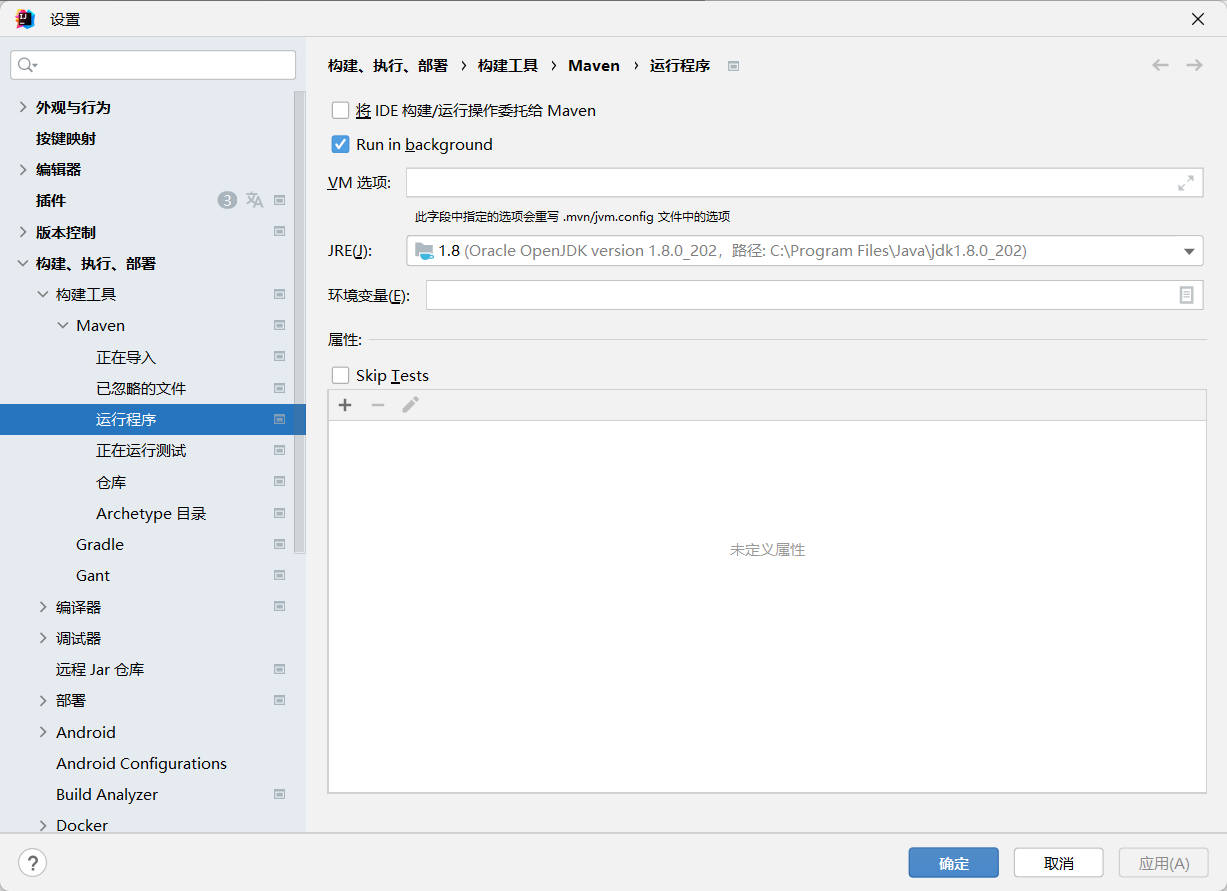 设置
外观与行为
按键映射
编辑器
插件 3
版本控制
构建、执行、部署
构建工具
Maven
正在导入
已忽略的文件
运行程序
正在运行测试
仓库
Archetype 目录
Gradle
Gant
编译器
调试器
远程 Jar 仓库
部署
Android
Android Configurations
Build Analyzer
Docker
构建、执行、部署 › 构建工具 › Maven › 运行程序
将 IDE 构建/运行操作委托给 Maven
Run in background
VM 选项:
此字段中指定的选项会重写 .mvn/jvm.config 文件中的选项
JRE(J): 1.8 (Oracle OpenJDK version 1.8.0_202，路径: C:\Program Files\Java\jdk1.8.0_202)
环境变量(E):
属性:
Skip Tests
未定义属性
? 确定 取消 应用(A)